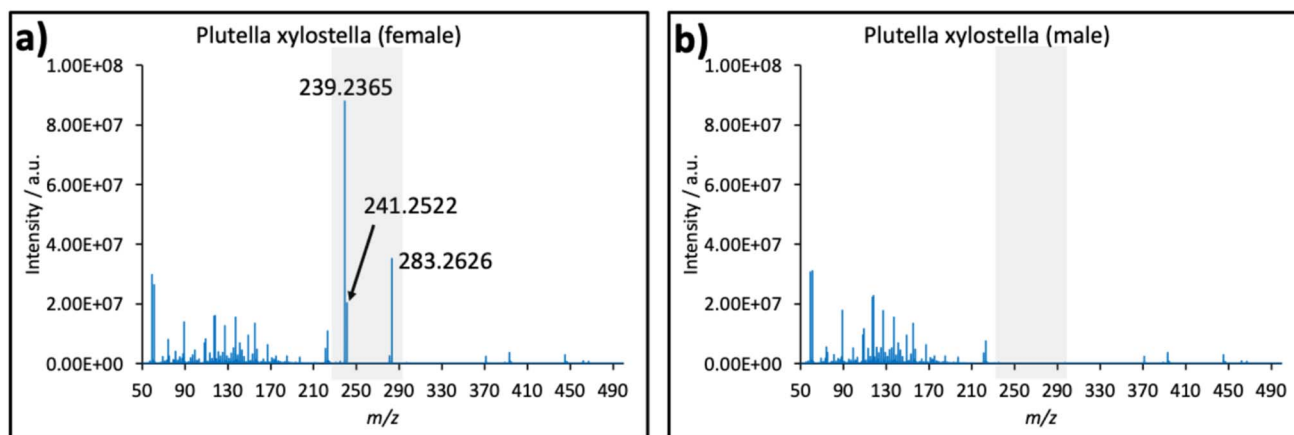 a)
Plutella xylostella (female)
Intensity / a.u.
1.00E+08
8.00E+07
6.00E+07
4.00E+07
2.00E+07
0.00E+00
239.2365
241.2522
283.2626
50 90 130 170 210 250 290 330 370 410 450 490
m/z
b)
Plutella xylostella (male)
Intensity / a.u.
1.00E+08
8.00E+07
6.00E+07
4.00E+07
2.00E+07
0.00E+00
50 90 130 170 210 250 290 330 370 410 450 490
m/z